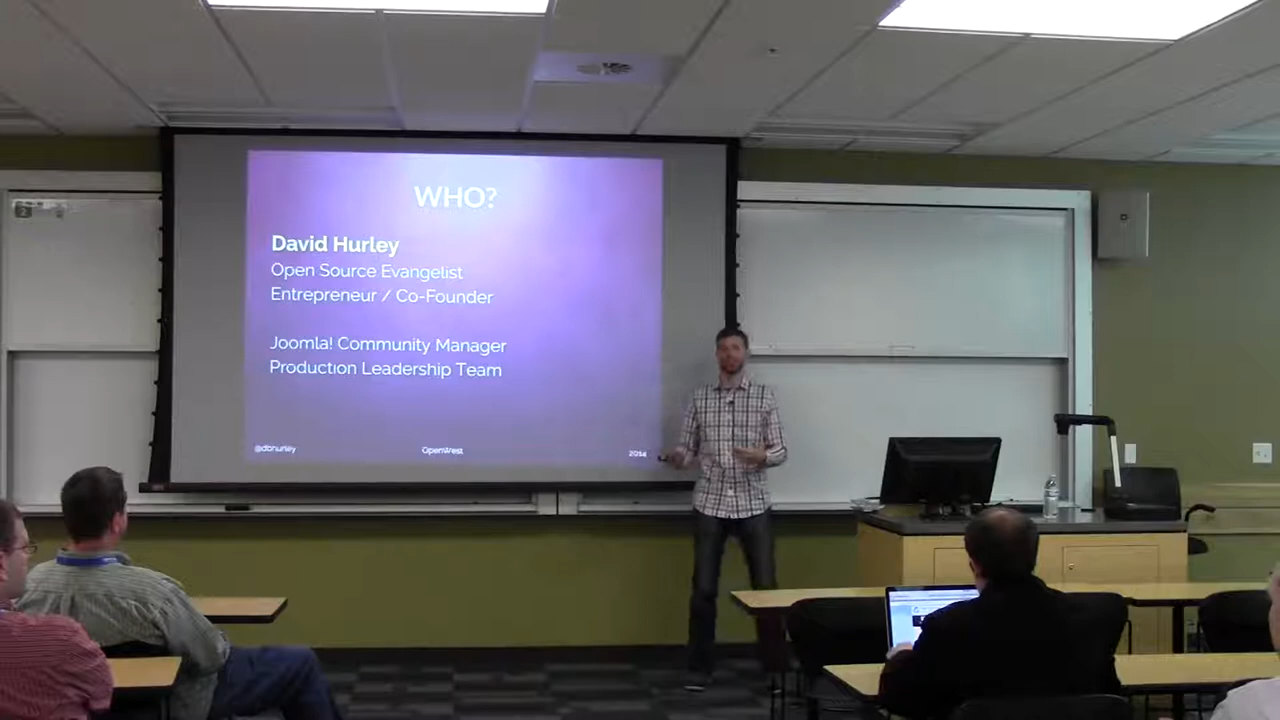 WHO?
David Hurley
Open Source Evangelist
Entrepreneur / Co-Founder
Joomla! Community Manager
Production Leadership Team
@dbhurley
OpenWest
2014